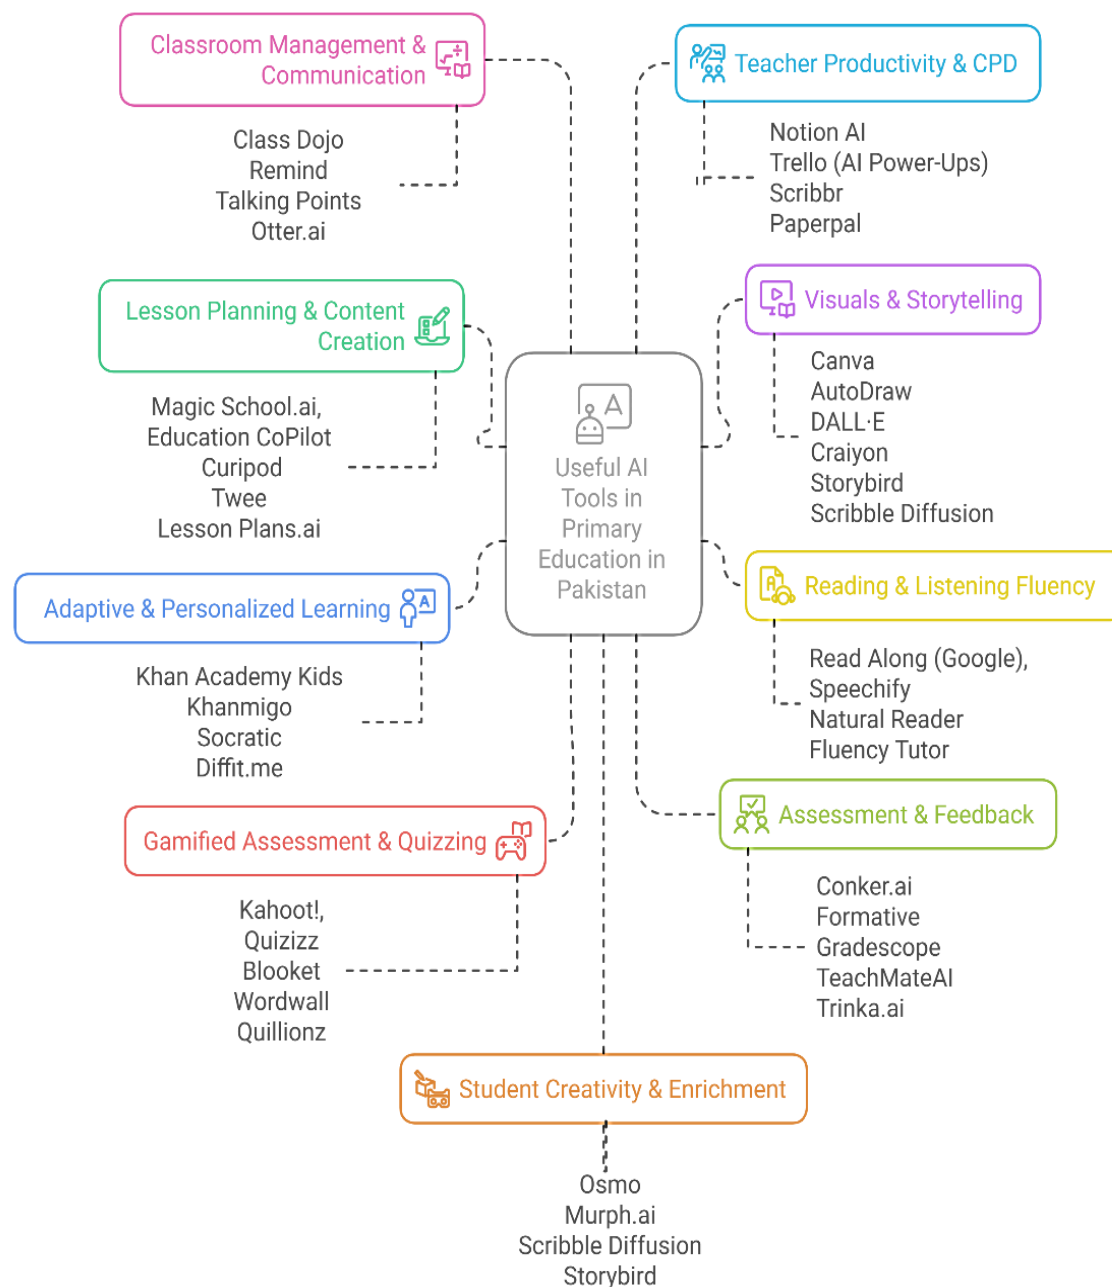 Classroom Management &
Communication
Class Dojo
Remind
Talking Points
Otter.ai
Teacher Productivity & CPD
Notion AI
Trello (AI Power-Ups)
Scribbr
Paperpal
Lesson Planning & Content
Creation
Magic School.ai,
Education CoPilot
Curipod
Twee
Lesson Plans.ai
Visuals & Storytelling
Canva
AutoDraw
DALL·E
Craiyon
Storybird
Scribble Diffusion
A
Useful AI
Tools in
Primary
Education in
Pakistan
Adaptive & Personalized Learning
A
Khan Academy Kids
Khanmigo
Socratic
Diffit.me
A
Reading & Listening Fluency
Read Along (Google),
Speechify
Natural Reader
Fluency Tutor
Gamified Assessment & Quizzing
Kahoot!,
Quizizz
Blooket
Wordwall
Quillionz
Assessment & Feedback
Conker.ai
Formative
Gradescope
TeachMateAI
Trinka.ai
Student Creativity & Enrichment
Osmo
Murph.ai
Scribble Diffusion
Storybird